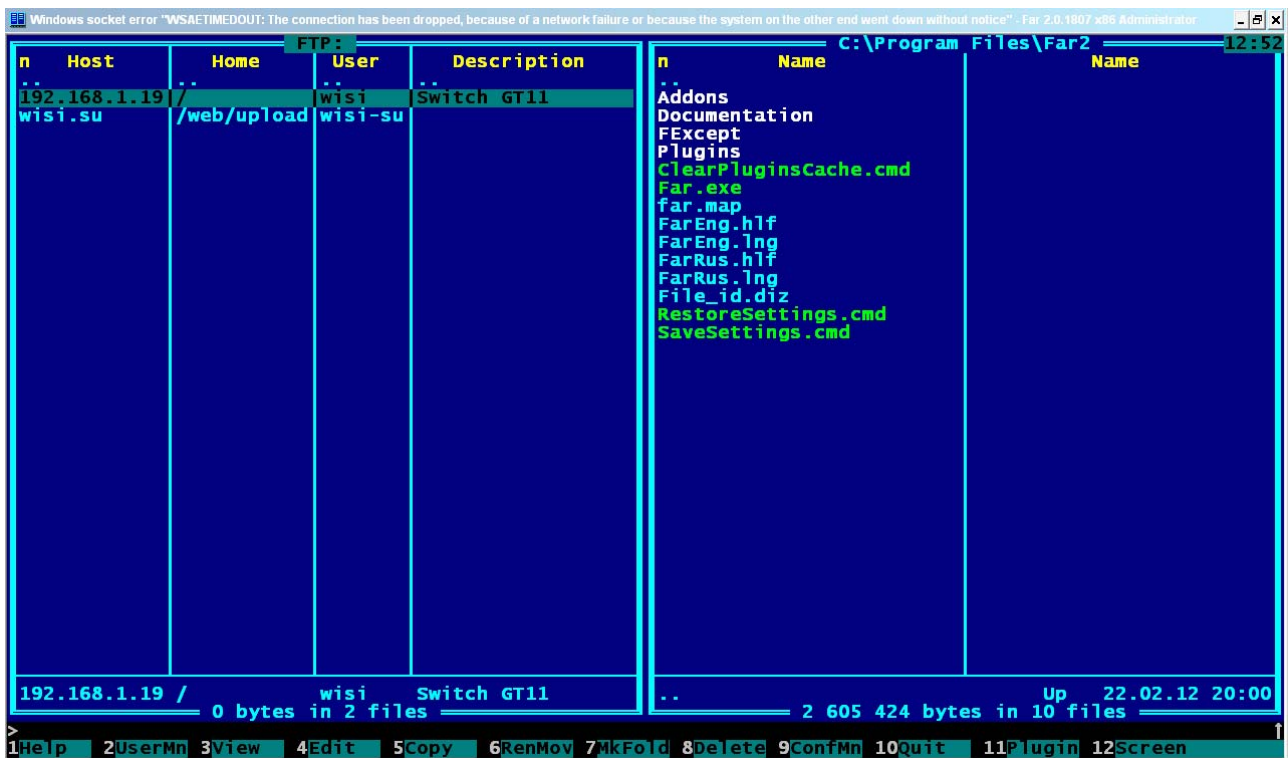 Windows socket error "WSAETIMEDOUT: The connection has been dropped, because of a network failure or because the system on the other end went down without notice" - Far 2.0.1807 x86 Administrator
FTP:
n Host Home User Description
.. .. .. ..
192.168.1.19 / wisi Switch GT11
wisi.su /web/upload wisi-su
192.168.1.19 / wisi Switch GT11
0 bytes in 2 files
C:\Program Files\Far2 12:52
n Name Name
..
Addons
Documentation
FExcept
Plugins
ClearPluginsCache.cmd
Far.exe
far.map
FarEng.hlf
FarEng.lng
FarRus.hlf
FarRus.lng
File_id.diz
RestoreSettings.cmd
SaveSettings.cmd
.. Up 22.02.12 20:00
2 605 424 bytes in 10 files
>
1Help 2UserMn 3View 4Edit 5Copy 6RenMov 7MkFold 8Delete 9ConfMn 10Quit 11Plugin 12Screen